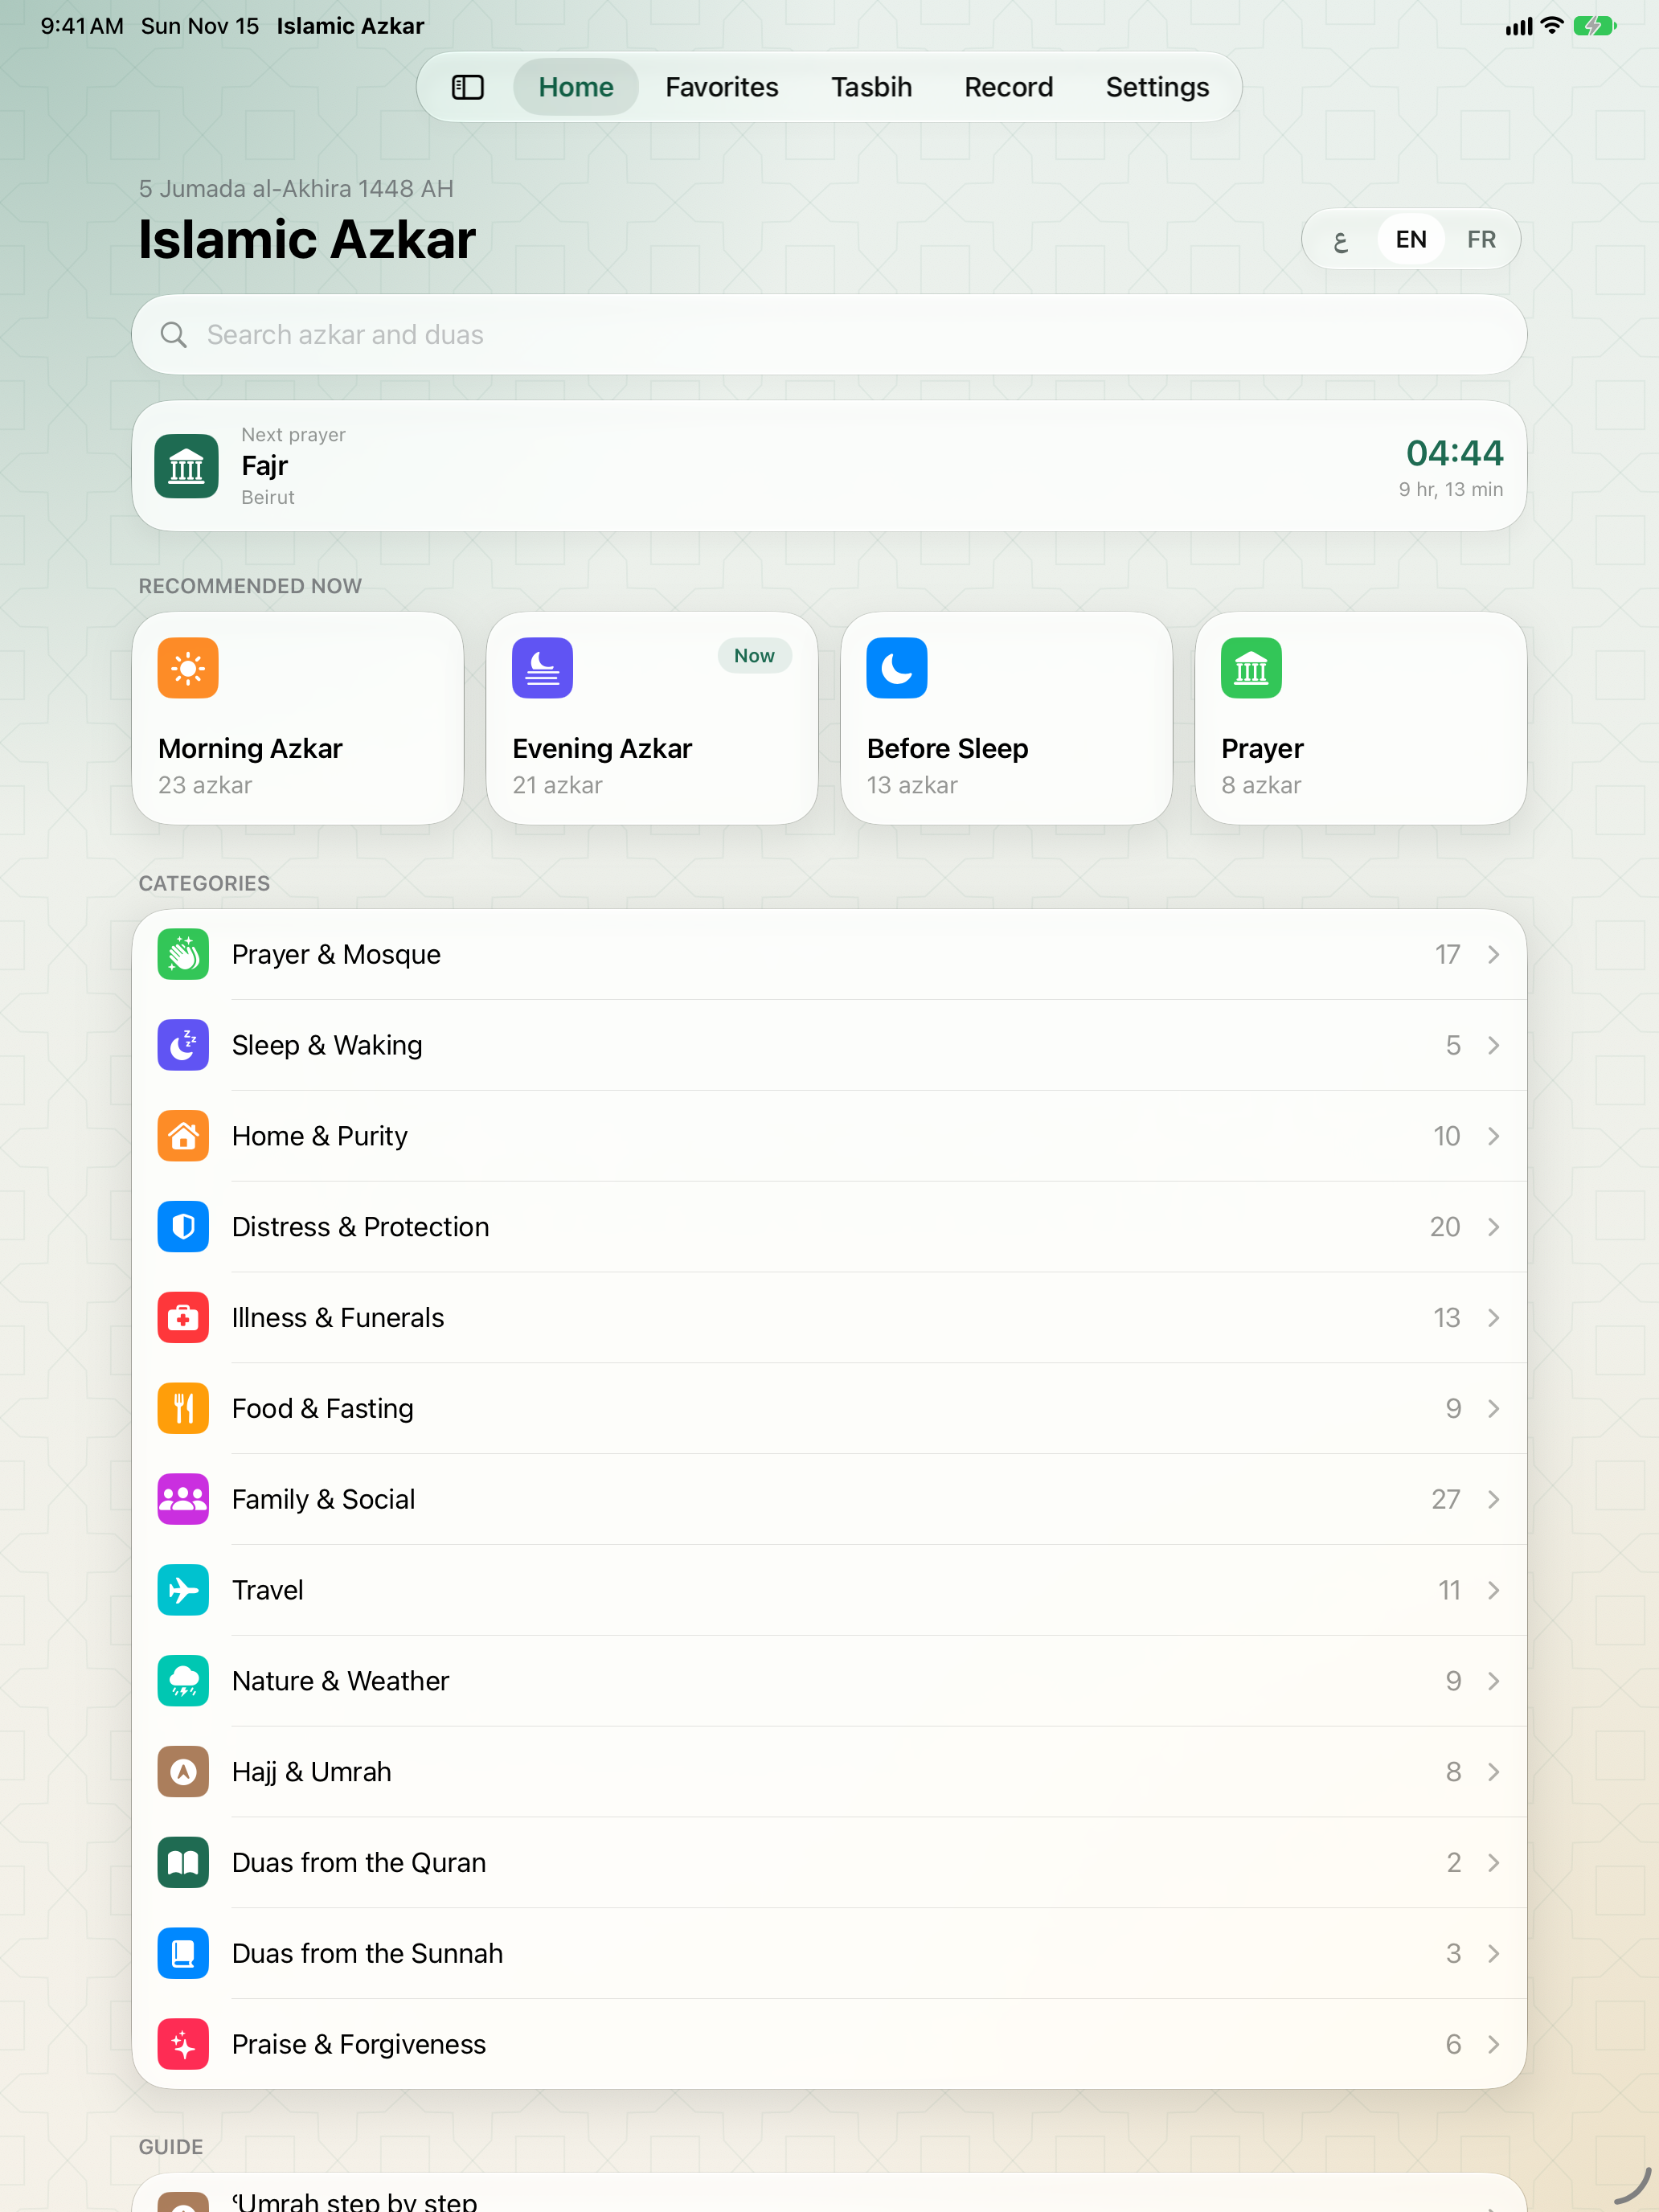 9:41 AM Sun Nov 15 Islamic Azkar
Home Favorites Tasbih Record Settings
5 Jumada al-Akhira 1448 AH
Islamic Azkar
ع EN FR
Search azkar and duas
Next prayer
Fajr
Beirut
04:44
9 hr, 13 min
RECOMMENDED NOW
Morning Azkar
23 azkar
Now
Evening Azkar
21 azkar
Before Sleep
13 azkar
Prayer
8 azkar
CATEGORIES
Prayer & Mosque 17
Sleep & Waking 5
Home & Purity 10
Distress & Protection 20
Illness & Funerals 13
Food & Fasting 9
Family & Social 27
Travel 11
Nature & Weather 9
Hajj & Umrah 8
Duas from the Quran 2
Duas from the Sunnah 3
Praise & Forgiveness 6
GUIDE
ʿUmrah step by step